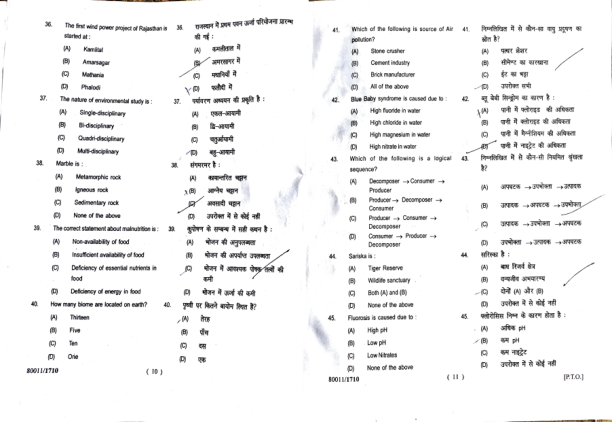 36. The first wind power project of Rajasthan is
started at :
(A) Kamlital
(B) Amarsagar
(C) Mathania
(D) Phalodi
37. The nature of environmental study is :
(A) Single-disciplinary
(B) Bi-disciplinary
(C) Quadri-disciplinary
(D) Multi-disciplinary
38. Marble is :
(A) Metamorphic rock
(B) Igneous rock
(C) Sedimentary rock
(D) None of the above
39. The correct statement about malnutrition is :
(A) Non-availability of food
(B) Insufficient availability of food
(C) Deficiency of essential nutrients in
food
(D) Deficiency of energy in food
40. How many biome are located on earth?
(A) Thirteen
(B) Five
(C) Ten
(D) One
80011/1710
( 10 )
36. राजस्थान में प्रथम पवन ऊर्जा परियोजना प्रारम्भ
की गई :
(A) कमलीताल में
(B) अमरसागर में
(C) मथानियाँ में
(D) फलौदी में
37. पर्यावरण अध्ययन की प्रकृति है :
(A) एकल-आयामी
(B) द्वि-आयामी
(C) चतुर्आयामी
(D) बहु-आयामी
38. संगमरमर है :
(A) कायान्तरित चट्टान
(B) आग्नेय चट्टान
(C) अवसादी चट्टान
(D) उपरोक्त में से कोई नहीं
39. कुपोषण के सम्बन्ध में सही कथन है :
(A) भोजन की अनुपलब्धता
(B) भोजन की अपर्याप्त उपलब्धता
(C) भोजन में आवश्यक पोषक तत्वों की
कमी
(D) भोजन में ऊर्जा की कमी
40. पृथ्वी पर कितने बायोम स्थित है?
(A) तेरह
(B) पाँच
(C) दस
(D) एक
41. Which of the following is source of Air
pollution?
(A) Stone crusher
(B) Cement industry
(C) Brick manufacturer
(D) All of the above
42. Blue Baby syndrome is caused due to :
(A) High fluoride in water
(B) High chloride in water
(C) High magnesium in water
(D) High nitrate in water
43. Which of the following is a logical
sequence?
(A) Decomposer → Consumer →
Producer
(B) Producer → Decomposer →
Consumer
(C) Producer → Consumer →
Decomposer
(D) Consumer → Producer →
Decomposer
44. Sariska is :
(A) Tiger Reserve
(B) Wildlife sanctuary
(C) Both (A) and (B)
(D) None of the above
45. Fluorosis is caused due to :
(A) High pH
(B) Low pH
(C) Low Nitrates
(D) None of the above
80011/1710
( 11 )
41. निम्नलिखित में से कौन-सा वायु प्रदूषण का
स्रोत है?
(A) पत्थर क्रेशर
(B) सीमेण्ट का कारखाना
(C) ईंट का भट्टा
(D) उपरोक्त सभी
42. ब्लू बेबी सिन्ड्रोम का कारण है :
(A) पानी में फ्लोराइड की अधिकता
(B) पानी में क्लोराइड की अधिकता
(C) पानी में मैग्नेशियम की अधिकता
(D) पानी में नाइट्रेट की अधिकता
43. निम्नलिखित में से कौन-सी नियमित श्रृंखला
है?
(A) अपघटक → उपभोक्ता → उत्पादक
(B) उत्पादक → अपघटक → उपभोक्ता
(C) उत्पादक → उपभोक्ता → अपघटक
(D) उपभोक्ता → उत्पादक → अपघटक
44. सरिस्का है :
(A) बाघ रिजर्व क्षेत्र
(B) वन्यजीव अभयारण्य
(C) दोनों (A) और (B)
(D) उपरोक्त में से कोई नहीं
45. फ्लोरोसिस निम्न के कारण होता है :
(A) अधिक pH
(B) कम pH
(C) कम नाइट्रेट
(D) उपरोक्त में से कोई नहीं
[P.T.O.]